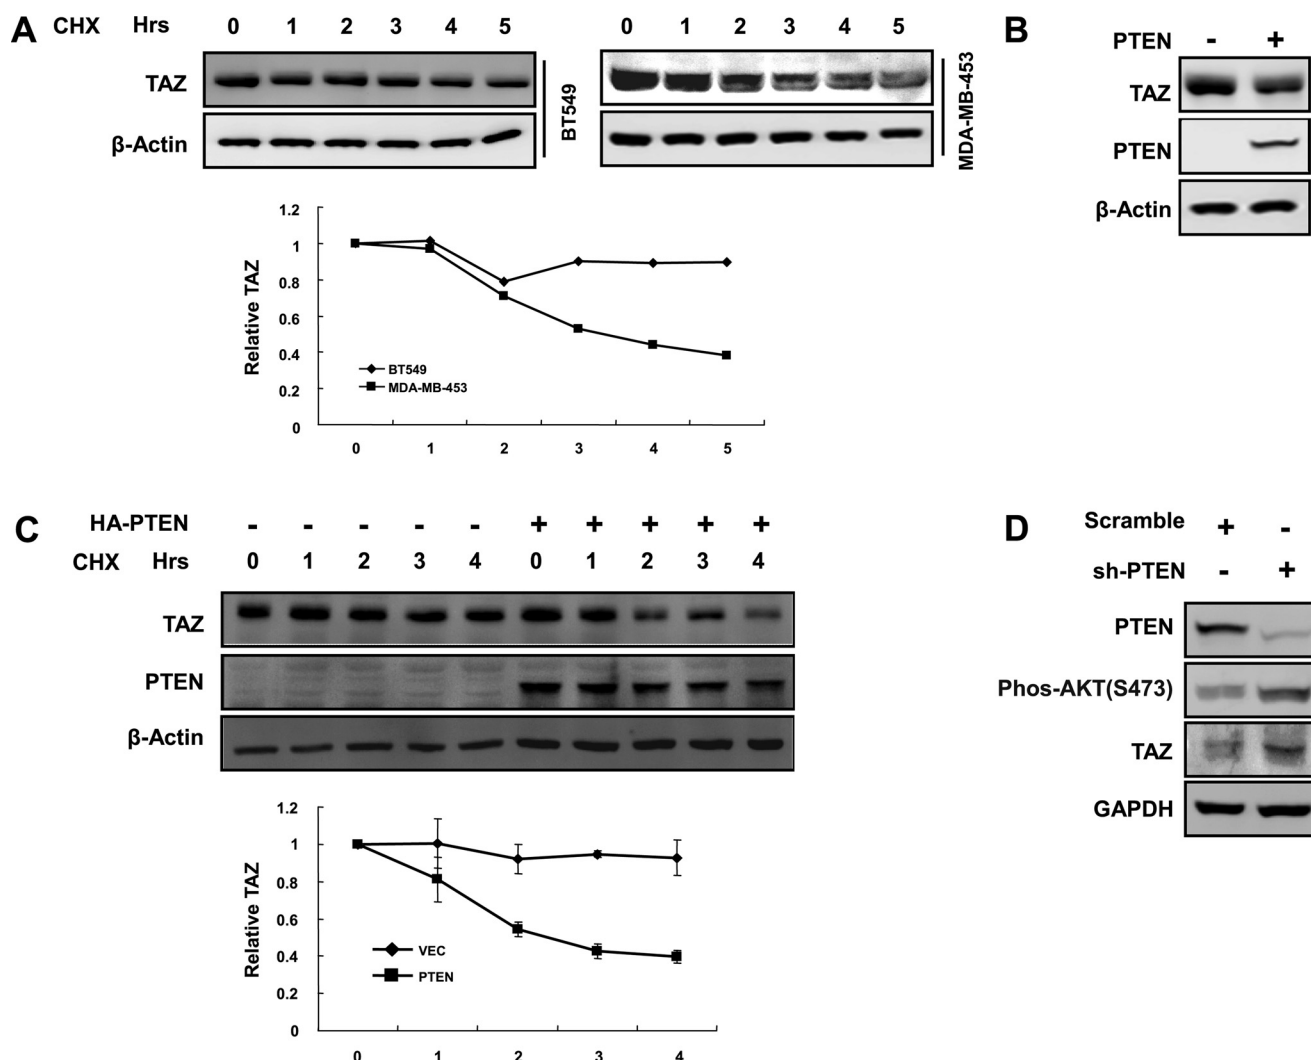 A CHX Hrs 0 1 2 3 4 5 0 1 2 3 4 5
TAZ
β-Actin
BT549
MDA-MB-453
1.2
1
0.8
0.6
0.4
0.2
0
Relative TAZ
BT549
MDA-MB-453
0 1 2 3 4 5
B
PTEN - +
TAZ
PTEN
β-Actin
C
HA-PTEN - - - - - + + + + +
CHX Hrs 0 1 2 3 4 0 1 2 3 4
TAZ
PTEN
β-Actin
1.2
1
0.8
0.6
0.4
0.2
0
Relative TAZ
VEC
PTEN
0 1 2 3 4
D
Scramble + -
sh-PTEN - +
PTEN
Phos-AKT(S473)
TAZ
GAPDH